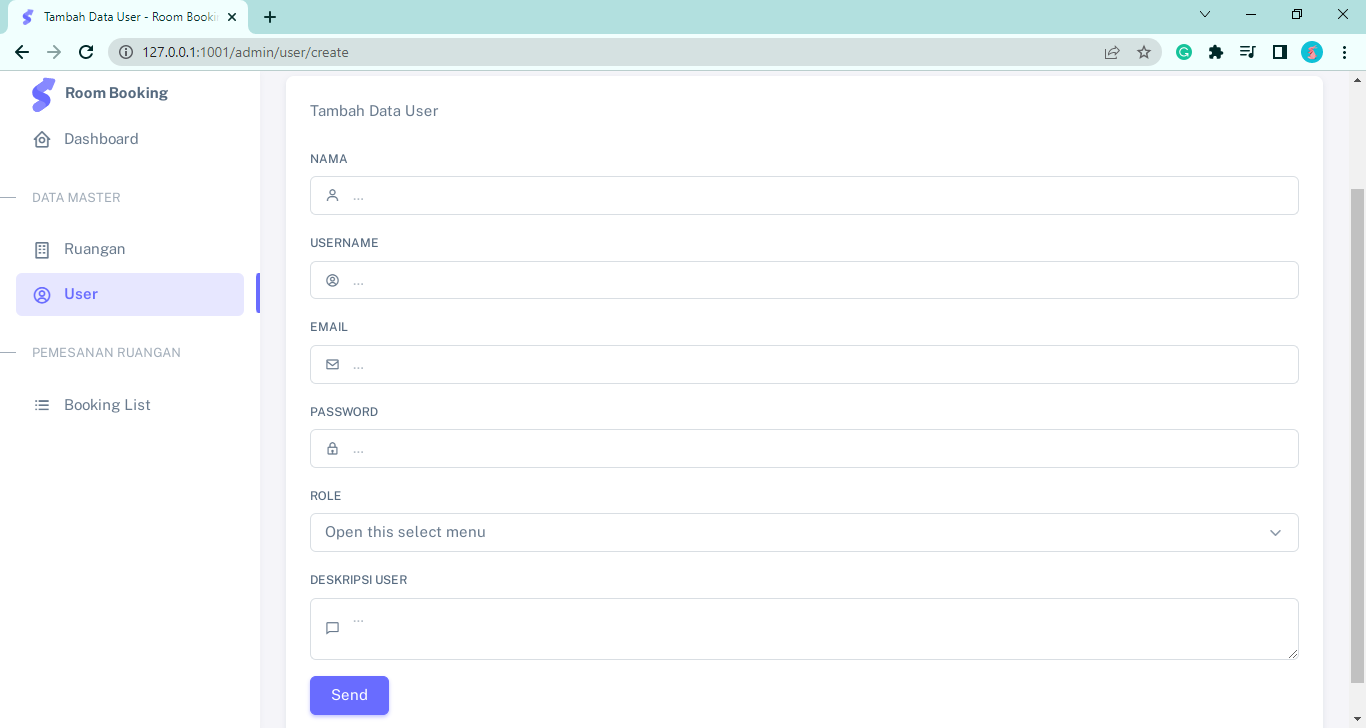 Tambah Data User - Room Bookin
127.0.0.1:1001/admin/user/create
Room Booking
Dashboard
DATA MASTER
Ruangan
User
PEMESANAN RUANGAN
Booking List
Tambah Data User
NAMA
...
USERNAME
...
EMAIL
...
PASSWORD
...
ROLE
Open this select menu
DESKRIPSI USER
...
Send